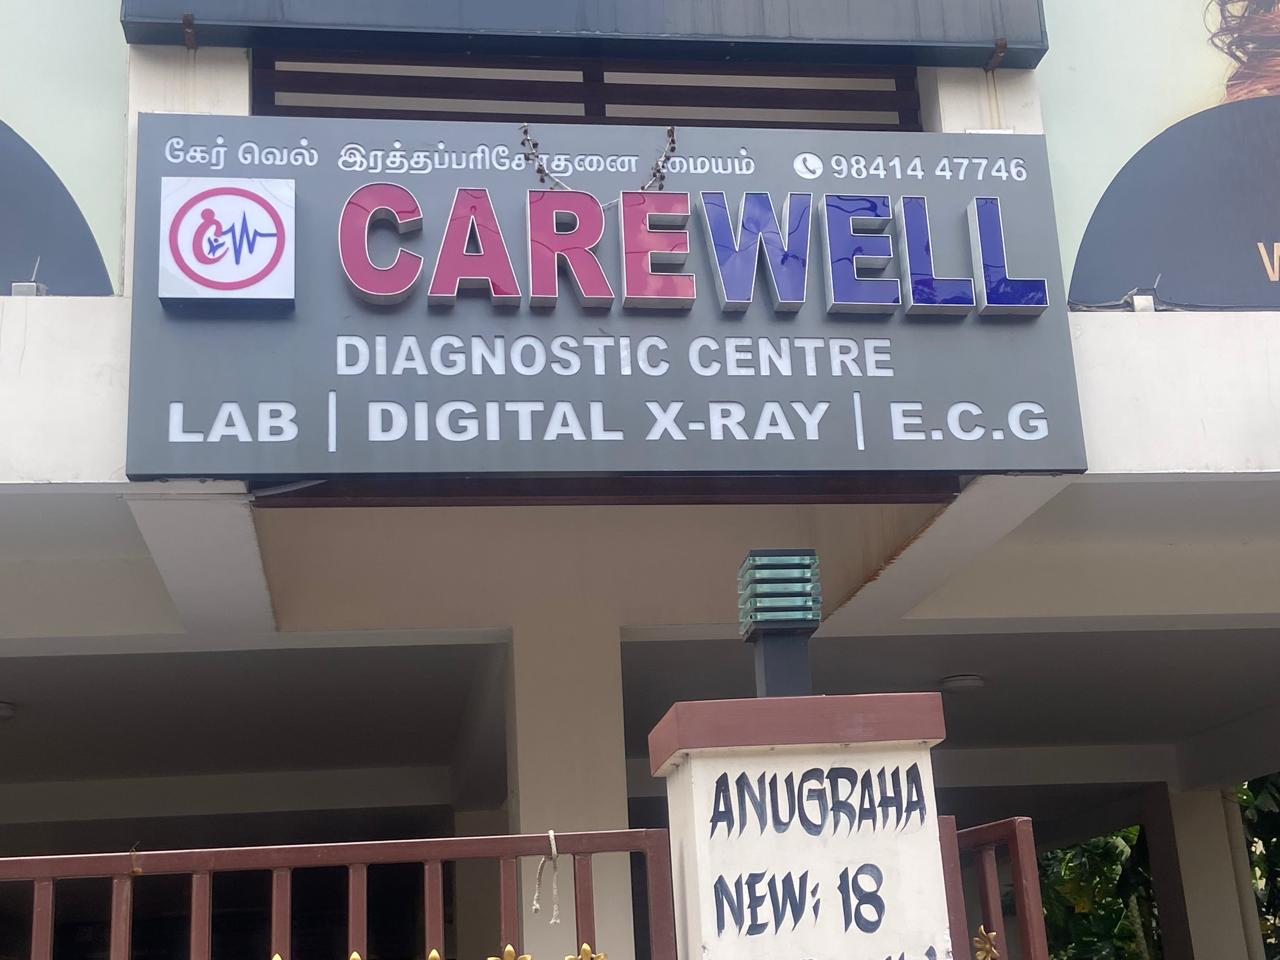 கேர் வெல் இரத்தப்பரிசோதனை மையம் 98414 47746
CAREWELL
DIAGNOSTIC CENTRE
LAB | DIGITAL X-RAY | E.C.G
ANUGRAHA
NEW: 18